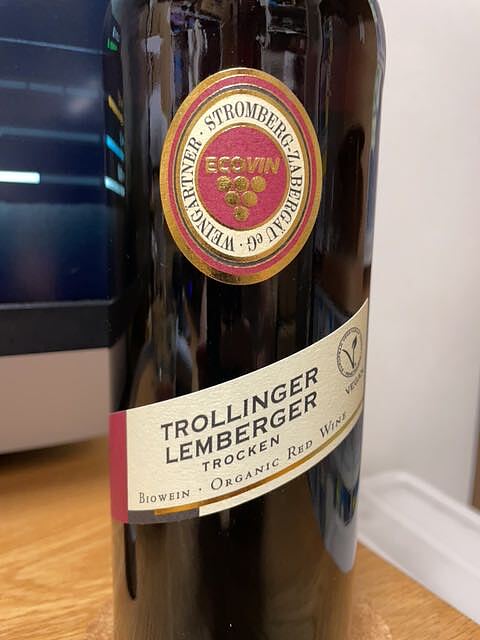 WEINGÄRTNER · STROMBERG-ZABERGÄU eG ·
ECOVIN
VEGAN
TROLLINGER
LEMBERGER
TROCKEN
BIOWEIN · ORGANIC RED WINE